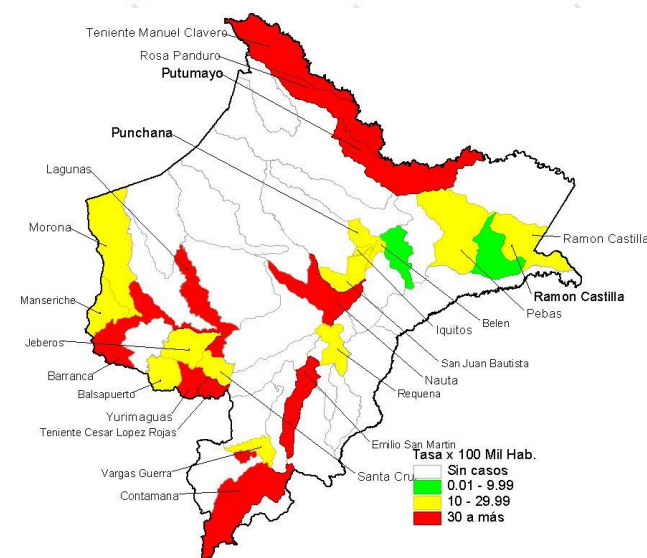 Teniente Manuel Clavero
Rosa Panduro
Putumayo
Punchana
Lagunas
Morona
Ramon Castilla
Manseriche
Ramon Castilla
Pebas
Belen
Iquitos
Jeberos
San Juan Bautista
Barranca
Nauta
Balsapuerto
Requena
Yurimaguas
Teniente Cesar Lopez Rojas
Emilio San Martin
Tasa x 100 Mil Hab.
Vargas Guerra
Santa Cru
Sin casos
0.01 - 9.99
Contamana
10 - 29.99
30 a más